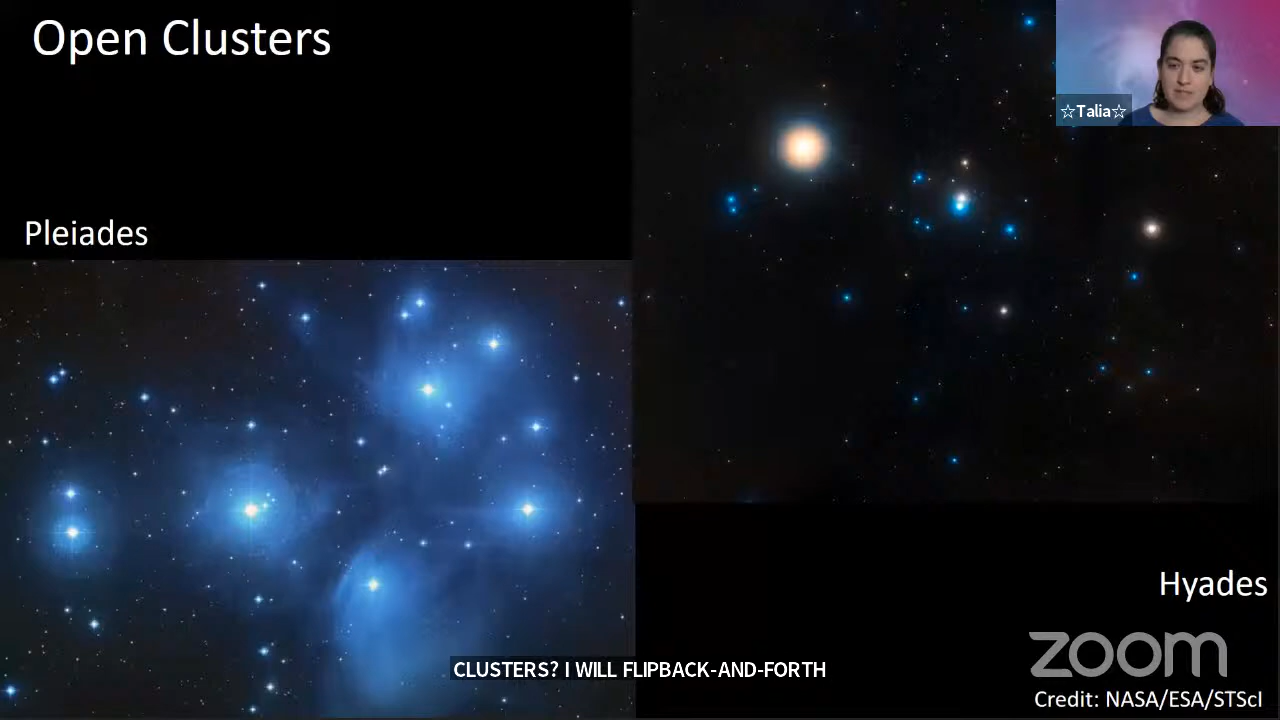 Open Clusters
☆Talia☆
Pleiades
Hyades
zoom
CLUSTERS? I WILL FLIPBACK-AND-FORTH
Credit: NASA/ESA/STScI